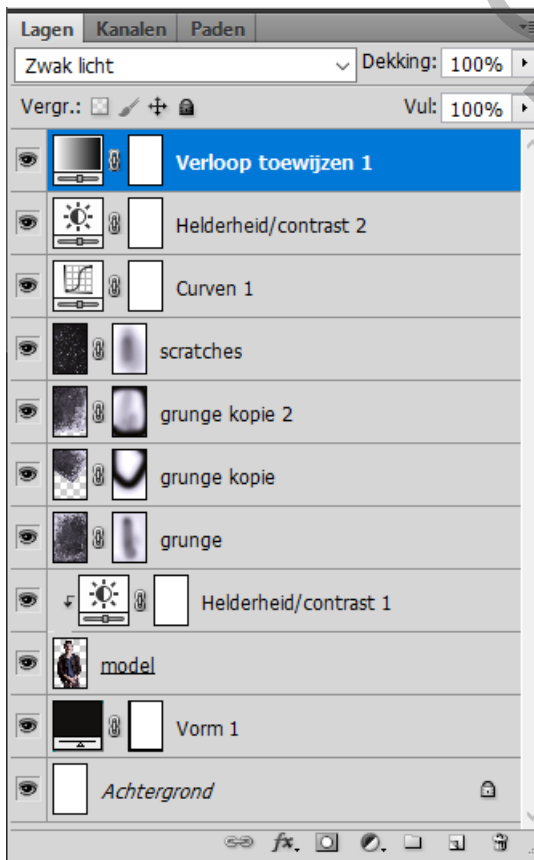 Lagen Kanalen Paden
Zwak licht Dekking: 100%
Vergr.: Vul: 100%
Verloop toewijzen 1
Helderheid/contrast 2
Curven 1
scratches
grunge kopie 2
grunge kopie
grunge
Helderheid/contrast 1
model
Vorm 1
Achtergrond
fx.